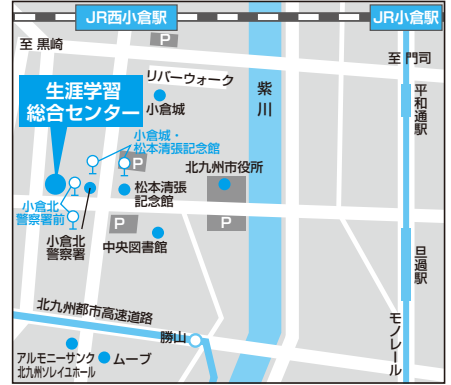 JR西小倉駅
JR小倉駅
至 黒崎
P
至 門司
リバーウォーク
生涯学習
総合センター
小倉城
紫川
平和通駅
小倉城・
松本清張記念館
P
北九州市役所
松本清張
記念館
小倉北
警察署前
P
P
小倉北
警察署
中央図書館
旦過駅
北九州都市高速道路
モノレール
勝山
アルモニーサンク
北九州ソレイユホール
ムーブ